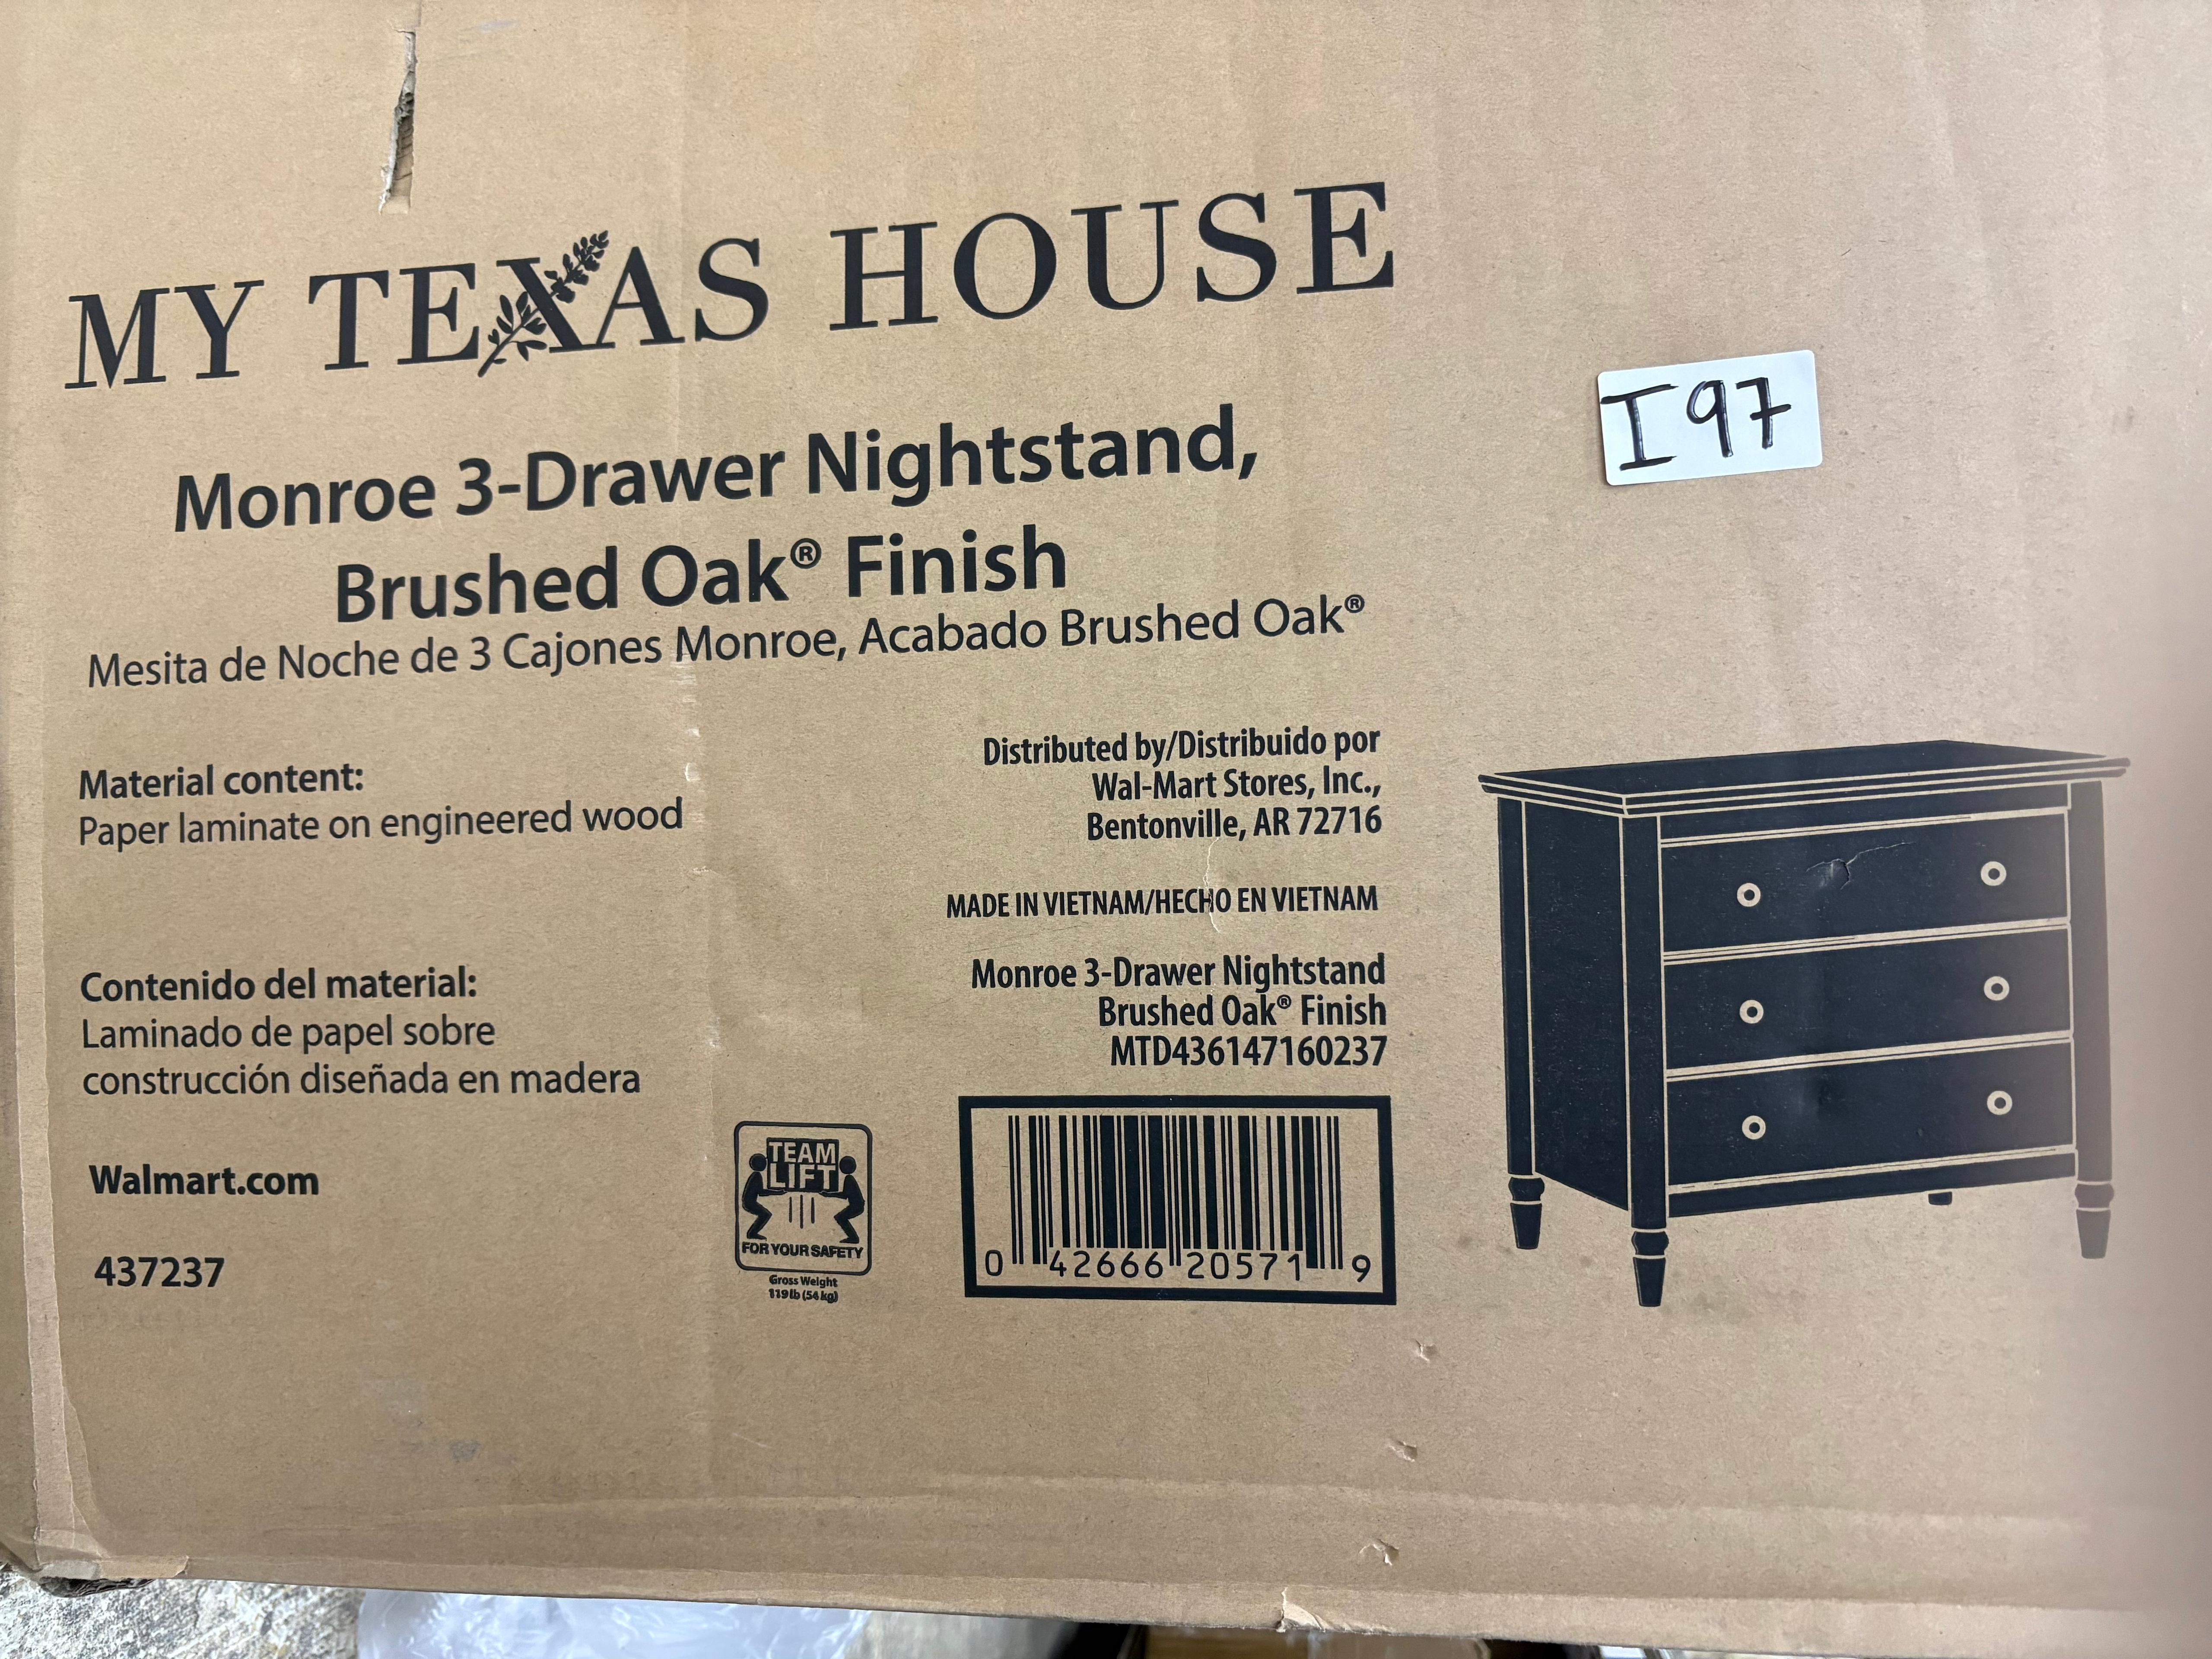 MY TEXAS HOUSE
I97
Monroe 3-Drawer Nightstand,
Brushed Oak® Finish
Mesita de Noche de 3 Cajones Monroe, Acabado Brushed Oak®
Material content:
Paper laminate on engineered wood
Contenido del material:
Laminado de papel sobre
construcción diseñada en madera
Walmart.com
437237
Distributed by/Distribuido por
Wal-Mart Stores, Inc.,
Bentonville, AR 72716
MADE IN VIETNAM/HECHO EN VIETNAM
Monroe 3-Drawer Nightstand
Brushed Oak® Finish
MTD436147160237
TEAM
LIFT
FOR YOUR SAFETY
Gross Weight
119lb (54kg)
0 42666 20571 9